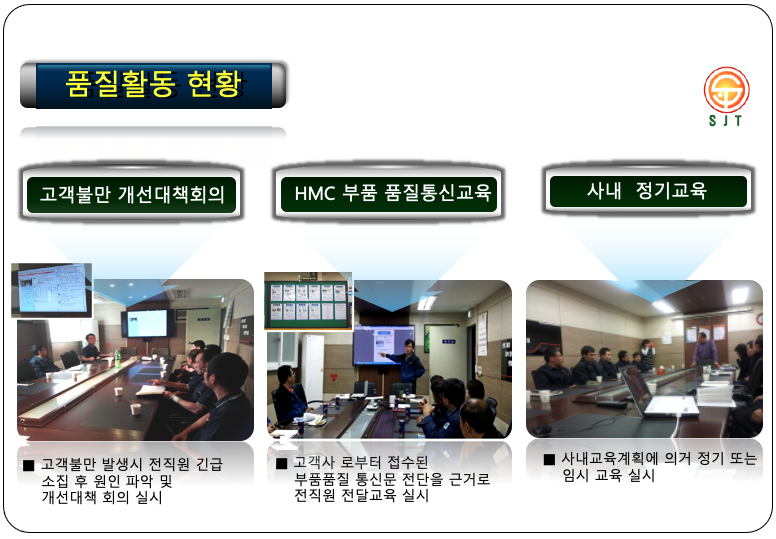 품질활동 현황
SJT
고객불만 개선대책회의
HMC 부품 품질통신교육
사내 정기교육
■ 고객불만 발생시 전직원 긴급
소집 후 원인 파악 및
개선대책 회의 실시
■ 고객사 로부터 접수된
부품품질 통신문 전단을 근거로
전직원 전달교육 실시
■ 사내교육계획에 의거 정기 또는
임시 교육 실시